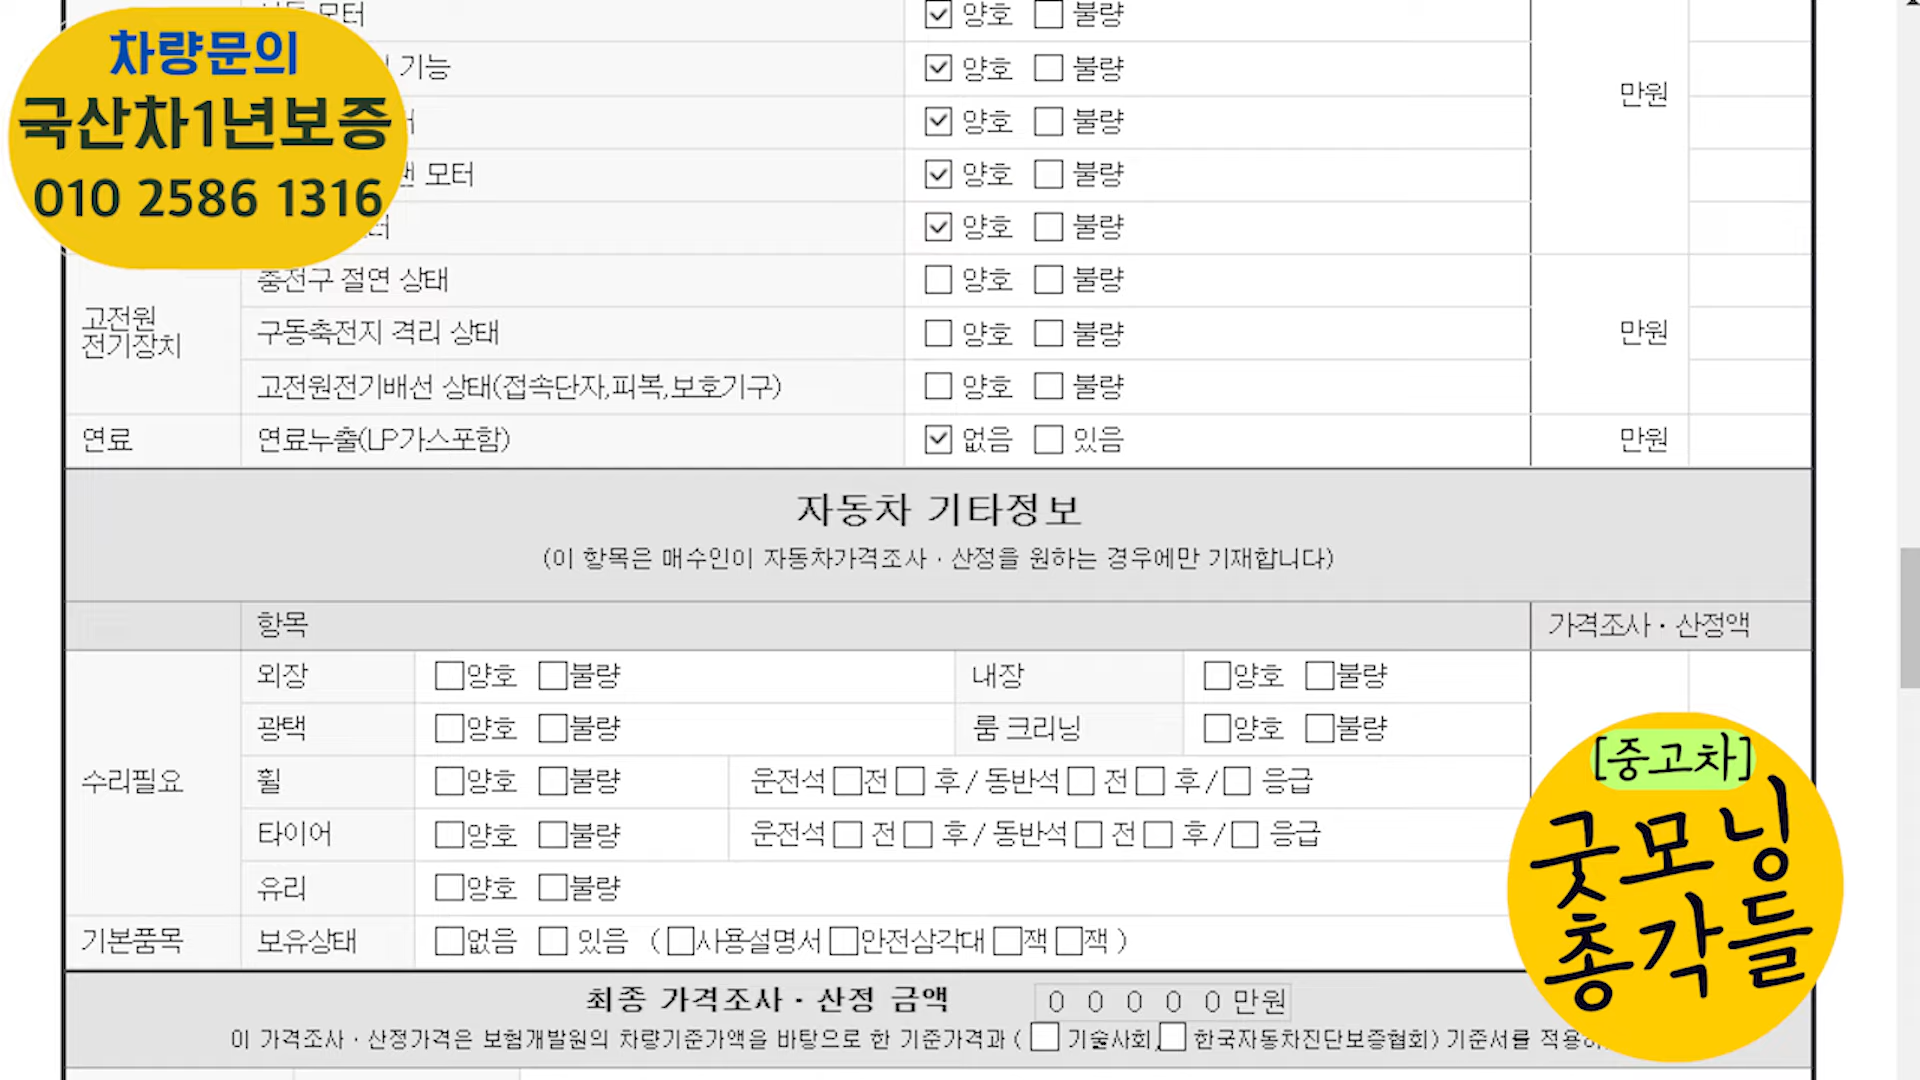 차량문의
국산차1년보증
010 2586 1316
모터 양호 불량
기능 양호 불량
만원
양호 불량
모터 양호 불량
양호 불량
고전원
전기장치
충전구 절연 상태 양호 불량
구동축전지 격리 상태 양호 불량 만원
고전원전기배선 상태(접속단자,피복,보호기구) 양호 불량
연료 연료누출(LP가스포함) 없음 있음 만원
자동차 기타정보
(이 항목은 매수인이 자동차가격조사·산정을 원하는 경우에만 기재합니다)
항목 가격조사·산정액
외장 양호 불량 내장 양호 불량
광택 양호 불량 룸 크리닝 양호 불량
수리필요 휠 양호 불량 운전석 전 후 / 동반석 전 후 / 응급
타이어 양호 불량 운전석 전 후 / 동반석 전 후 / 응급
유리 양호 불량
기본품목 보유상태 없음 있음 ( 사용설명서 안전삼각대 잭 잭 )
최종 가격조사·산정 금액 0 0 0 0 0 만원
이 가격조사·산정가격은 보험개발원의 차량기준가액을 바탕으로 한 기준가격과 ( 기술사회, 한국자동차진단보증협회) 기준서를
[중고차]
굿모닝
총각들